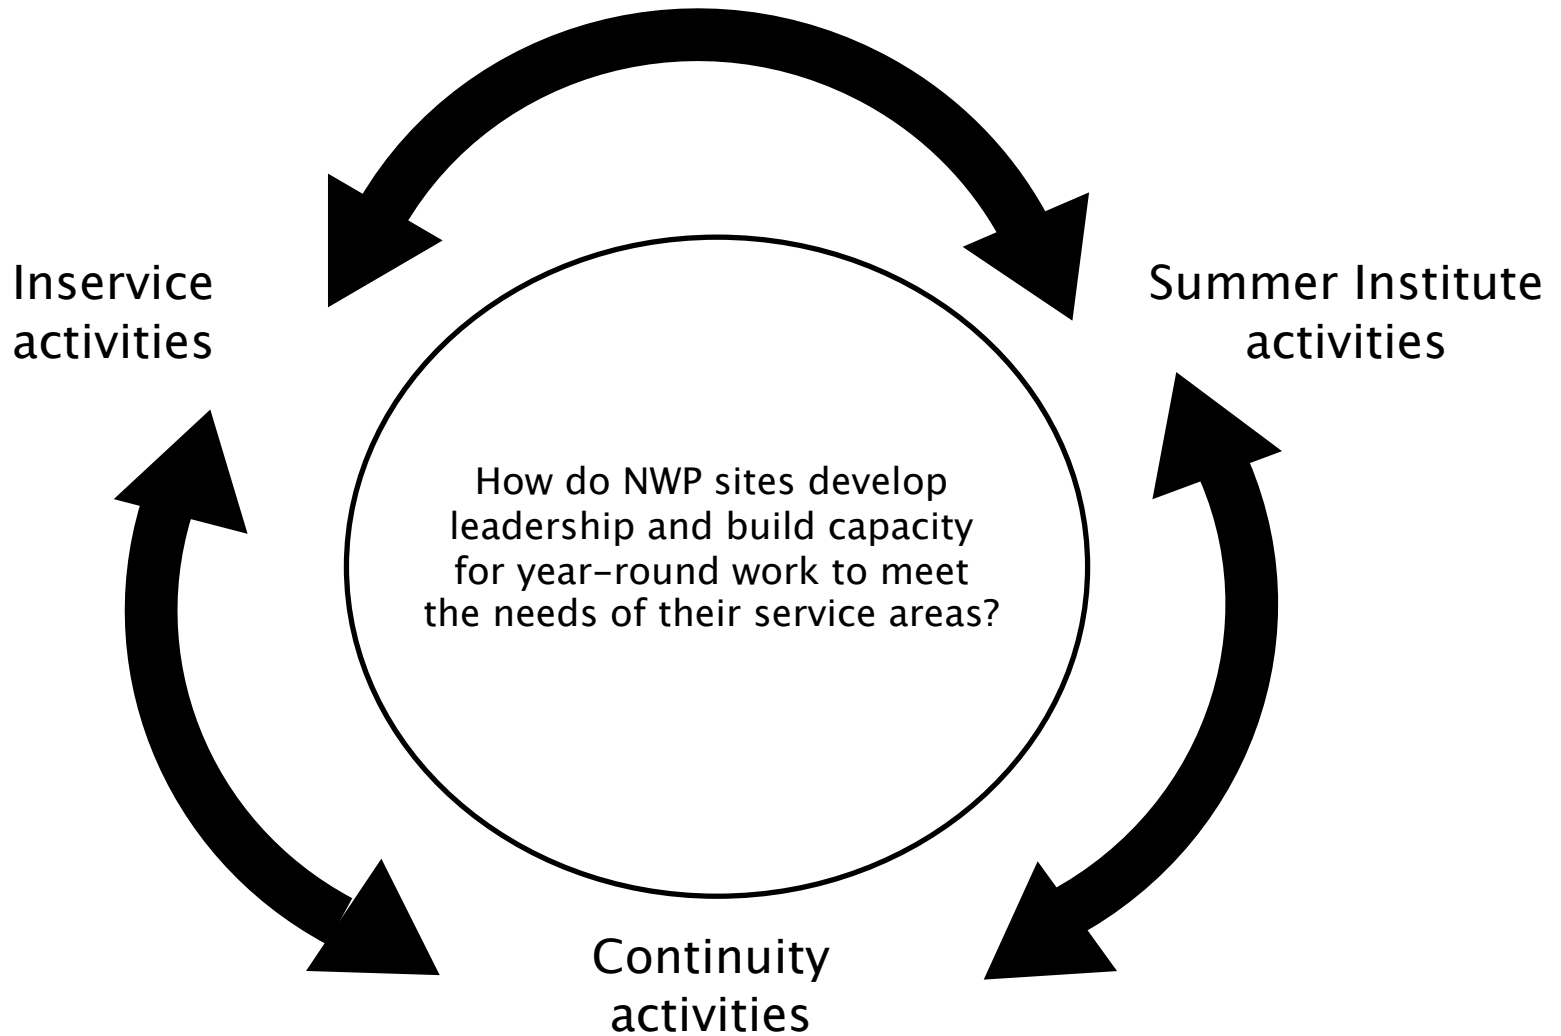 Inservice
activities
Summer Institute
activities
How do NWP sites develop
leadership and build capacity
for year-round work to meet
the needs of their service areas?
Continuity
activities